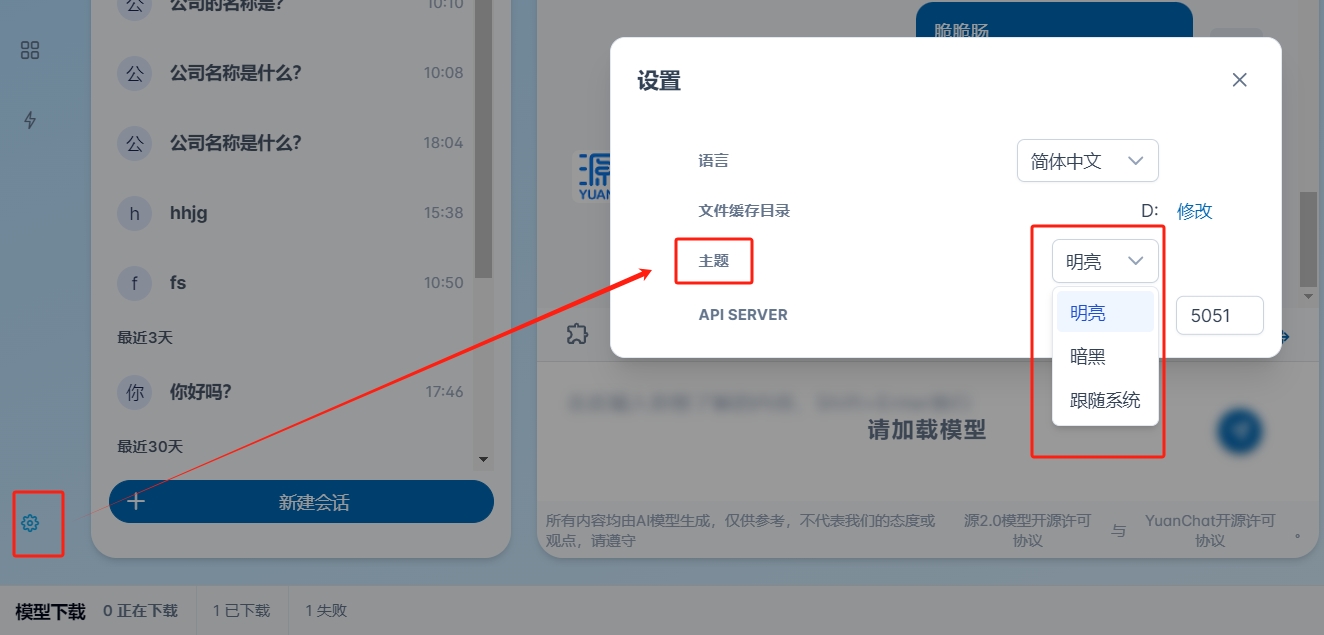 公 公司的名称是? 10:10
公 公司名称是什么? 10:08
公 公司名称是什么? 18:04
h hhjg 15:38
f fs 10:50
最近3天
你 你好吗? 17:46
最近30天
新建会话
脆脆肠
源
YUAN
设置
语言 简体中文
文件缓存目录 D: 修改
主题 明亮
明亮
暗黑
跟随系统
API SERVER 5051
请加载模型
所有内容均由AI模型生成，仅供参考，不代表我们的态度或
观点，请遵守
源2.0模型开源许可
协议
与
YuanChat开源许可
协议
。
模型下载 0 正在下载 1 已下载 1 失败